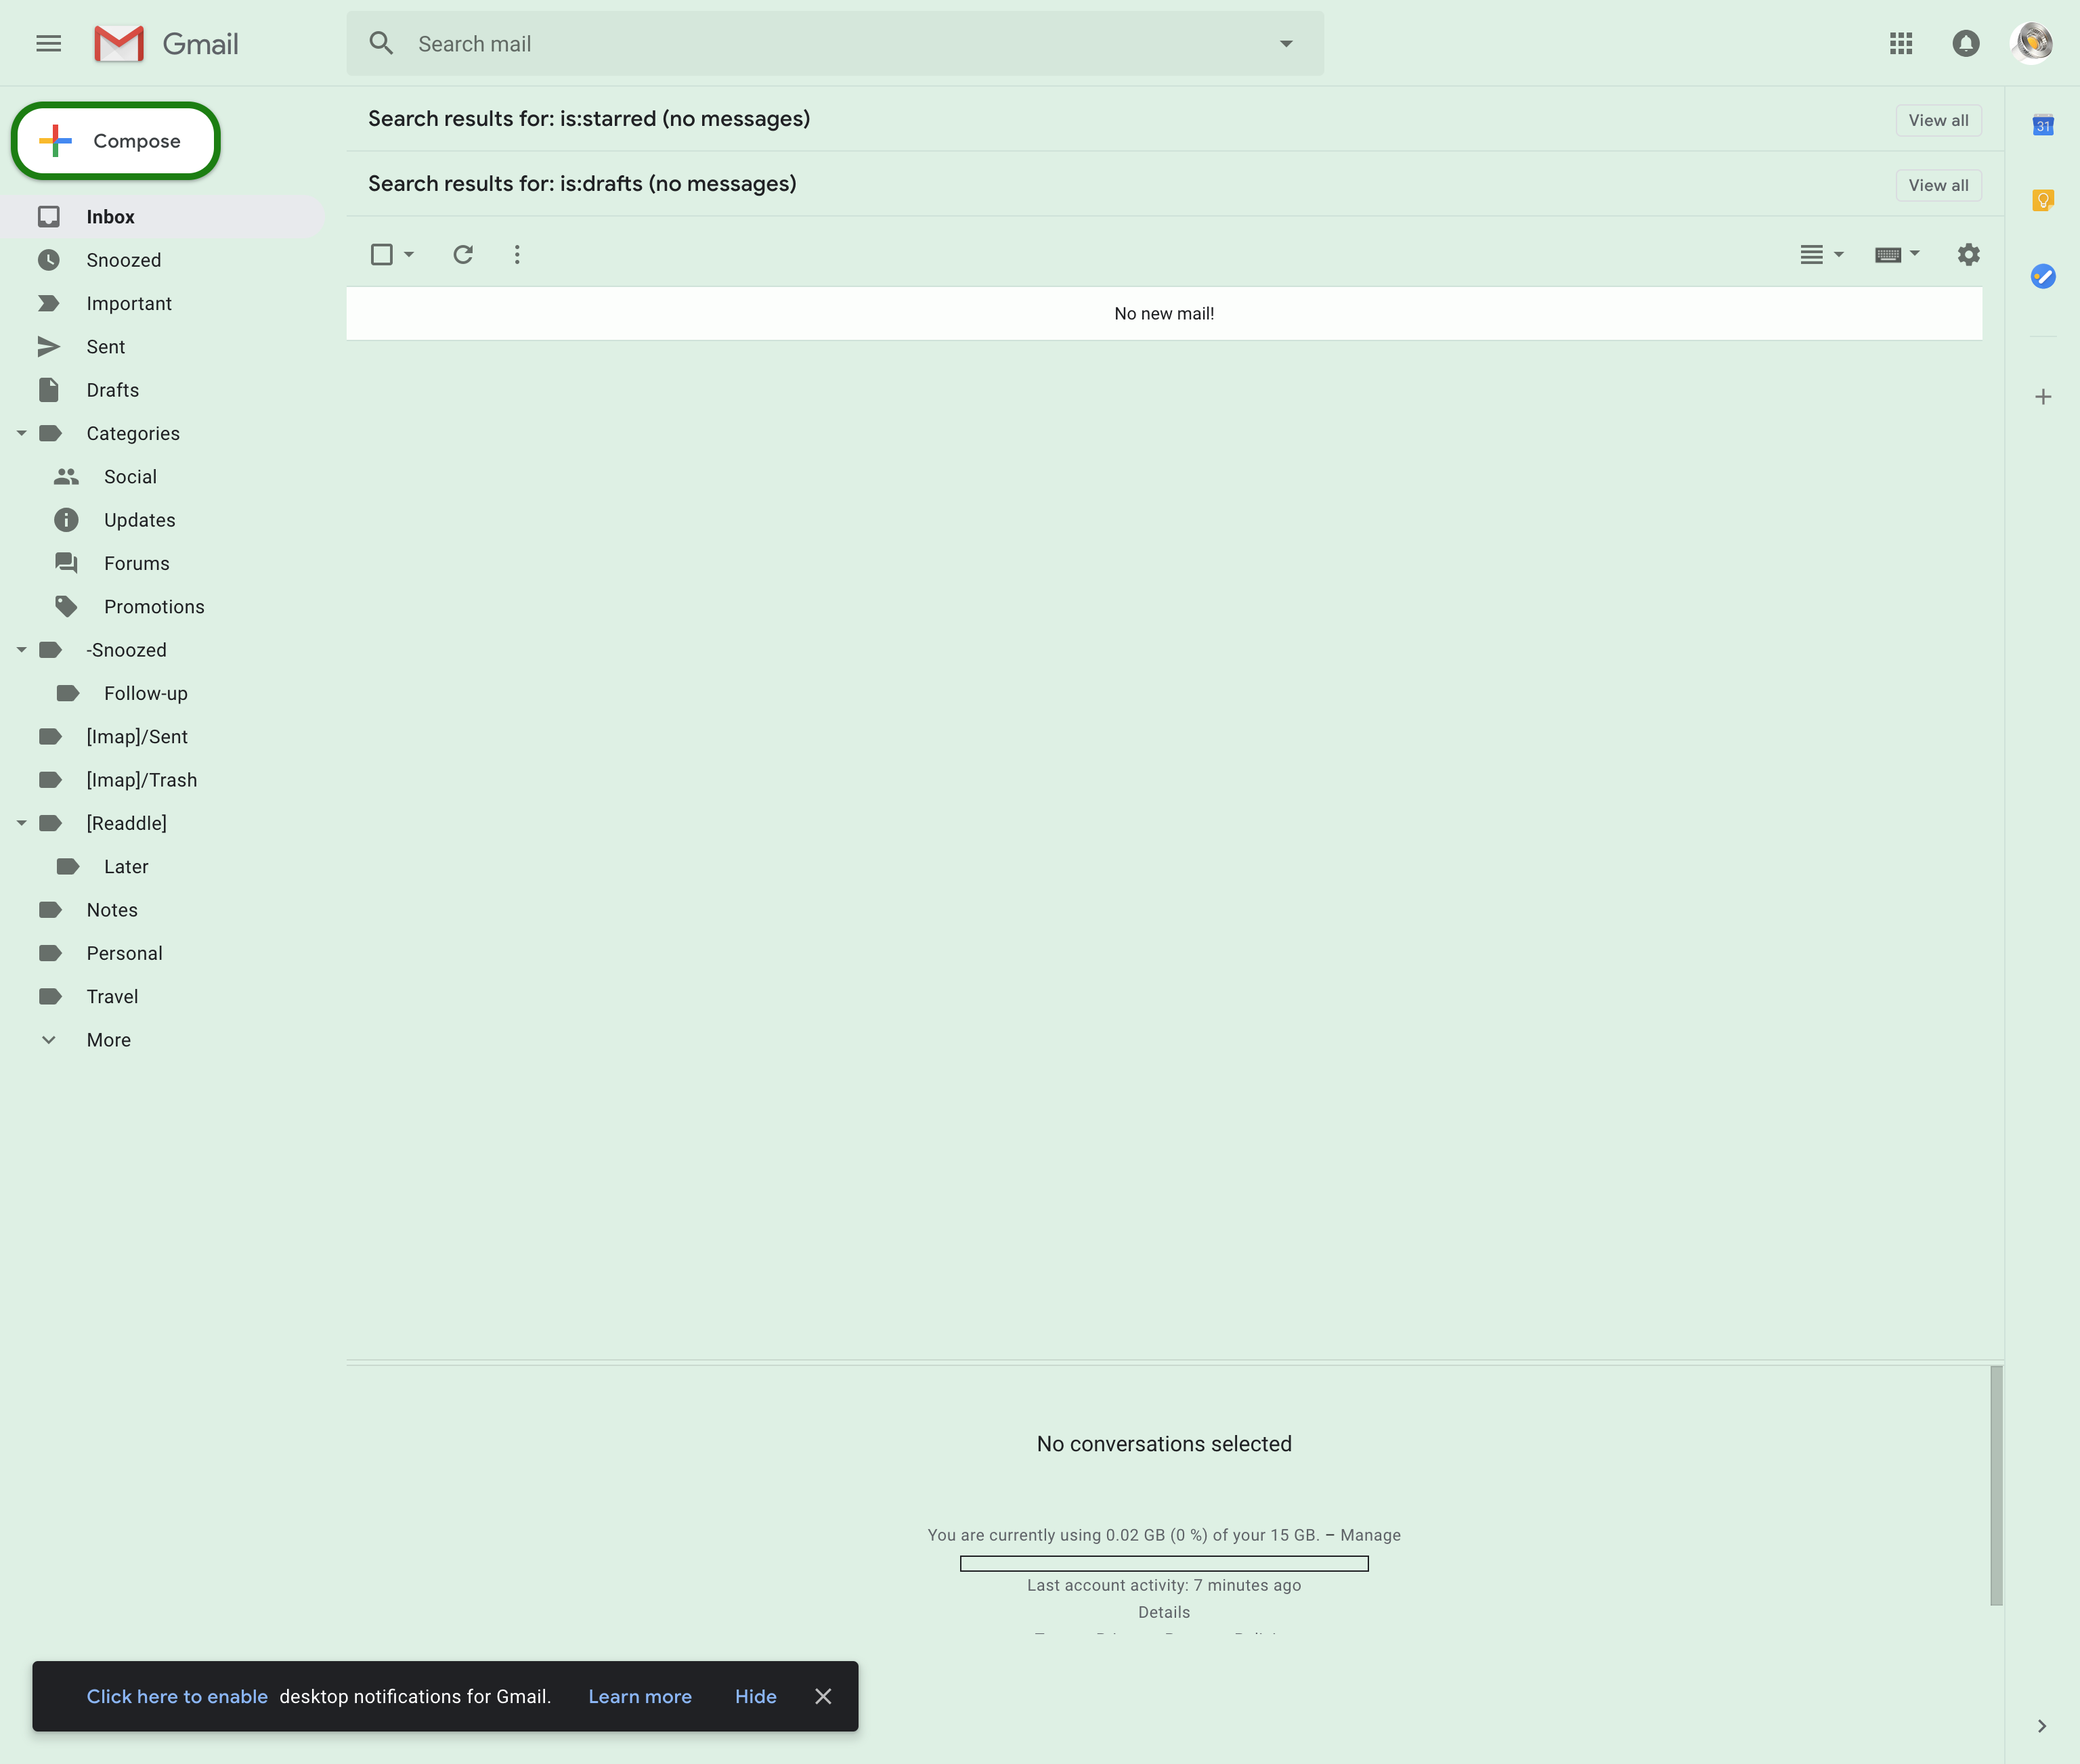 Gmail
Search mail
Compose
Inbox
Snoozed
Important
Sent
Drafts
Categories
Social
Updates
Forums
Promotions
-Snoozed
Follow-up
[Imap]/Sent
[Imap]/Trash
[Readdle]
Later
Notes
Personal
Travel
More
Search results for: is:starred (no messages)
View all
Search results for: is:drafts (no messages)
View all
No new mail!
31
No conversations selected
You are currently using 0.02 GB (0 %) of your 15 GB. – Manage
Last account activity: 7 minutes ago
Details
Click here to enable desktop notifications for Gmail. Learn more Hide